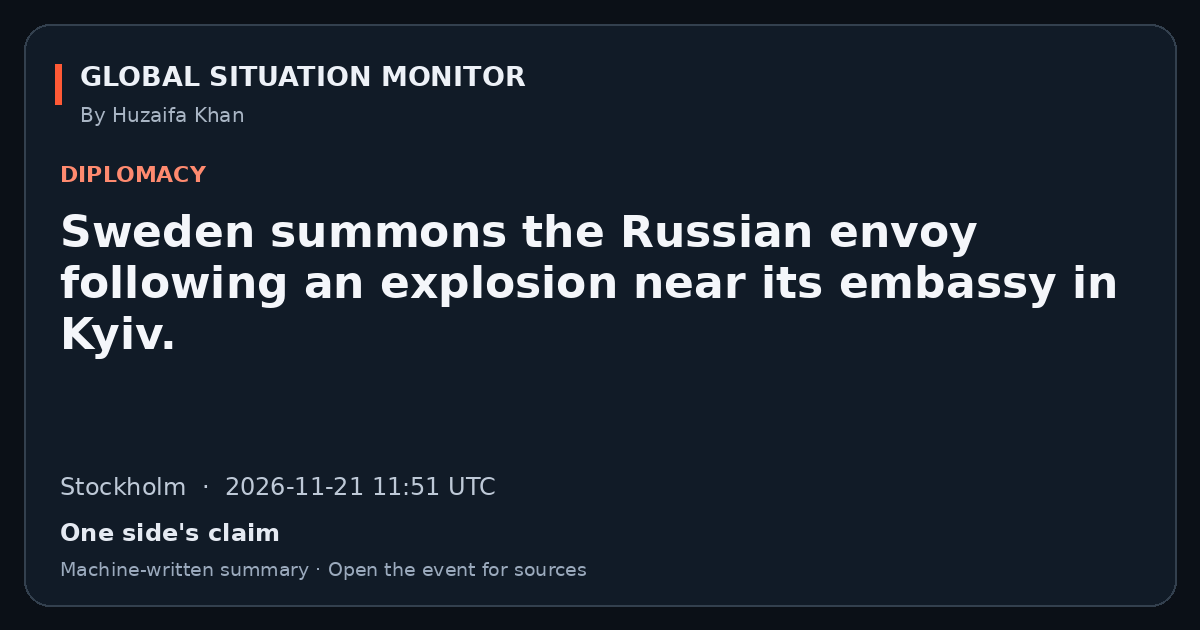 GLOBAL SITUATION MONITOR
By Huzaifa Khan
DIPLOMACY
Sweden summons the Russian envoy
following an explosion near its embassy in
Kyiv.
Stockholm · 2026-11-21 11:51 UTC
One side's claim
Machine-written summary · Open the event for sources